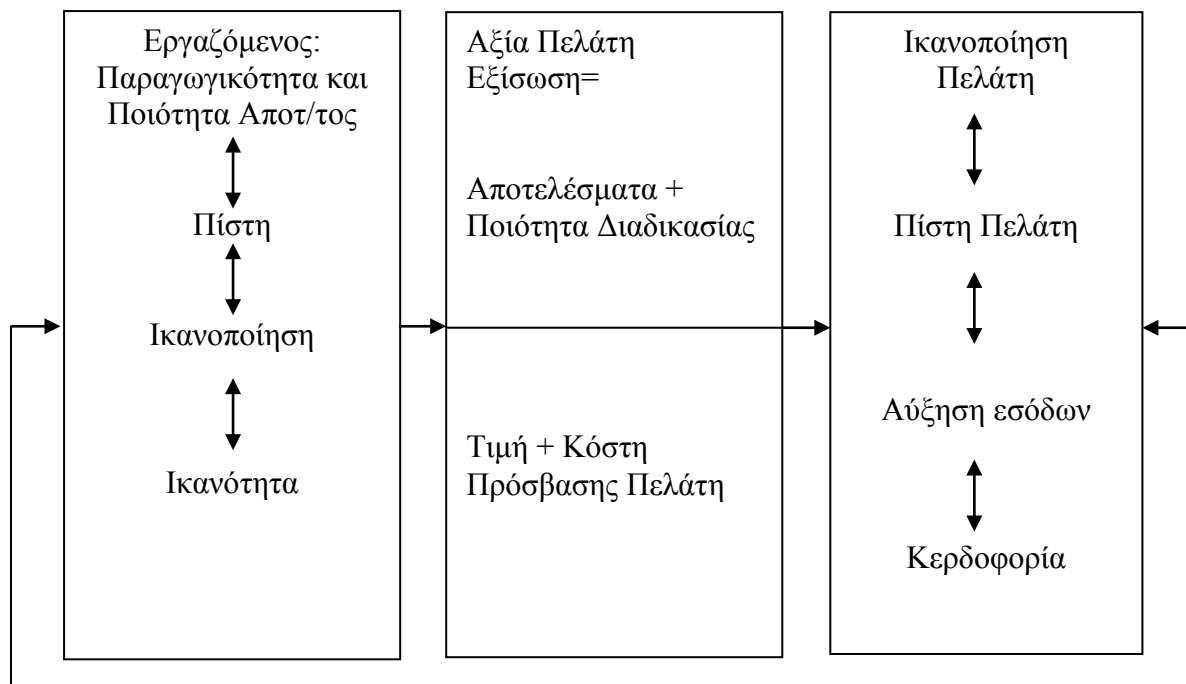 Εργαζόμενος:
Παραγωγικότητα και
Ποιότητα Αποτ/τος
Πίστη
Ικανοποίηση
Ικανότητα
Αξία Πελάτη
Εξίσωση=
Αποτελέσματα +
Ποιότητα Διαδικασίας
Τιμή + Κόστη
Πρόσβασης Πελάτη
Ικανοποίηση
Πελάτη
Πίστη Πελάτη
Αύξηση εσόδων
Κερδοφορία